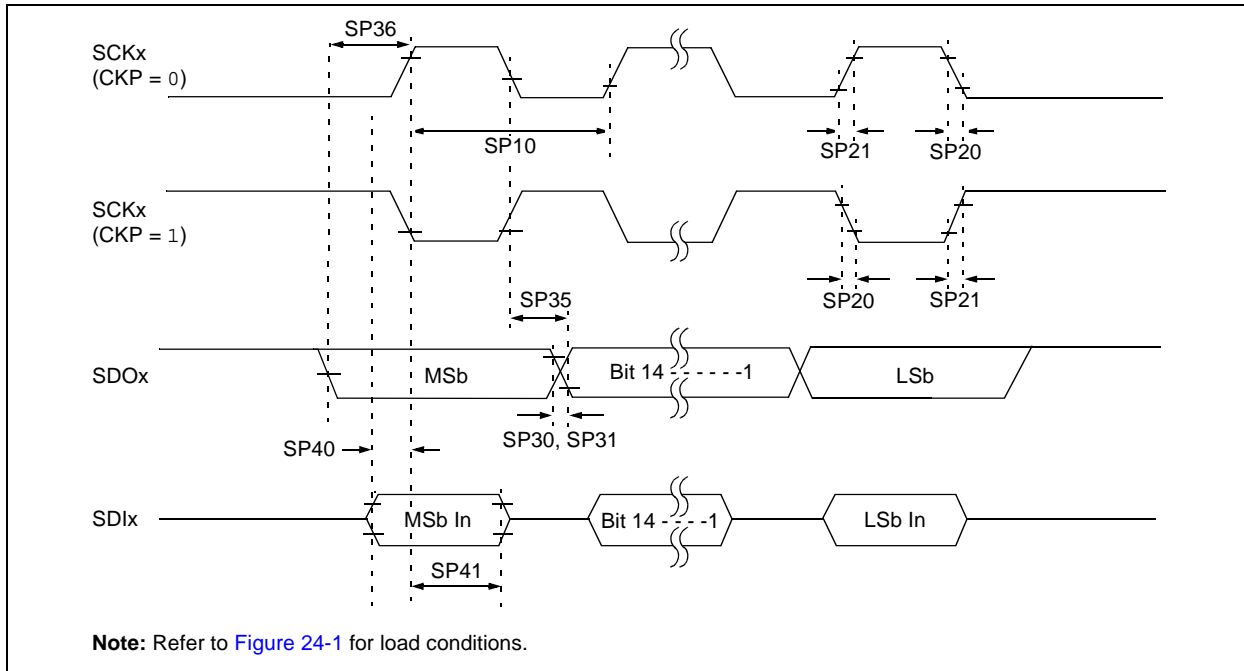 SP36
SCKx
(CKP = 0)
SP10
SP21
SP20
SCKx
(CKP = 1)
SP35
SP20
SP21
SDOx
MSb
Bit 14 - - - - - -1
LSb
SP30, SP31
SP40
SDIx
MSb In
Bit 14 - - - - -1
LSb In
SP41
Note: Refer to Figure 24-1 for load conditions.